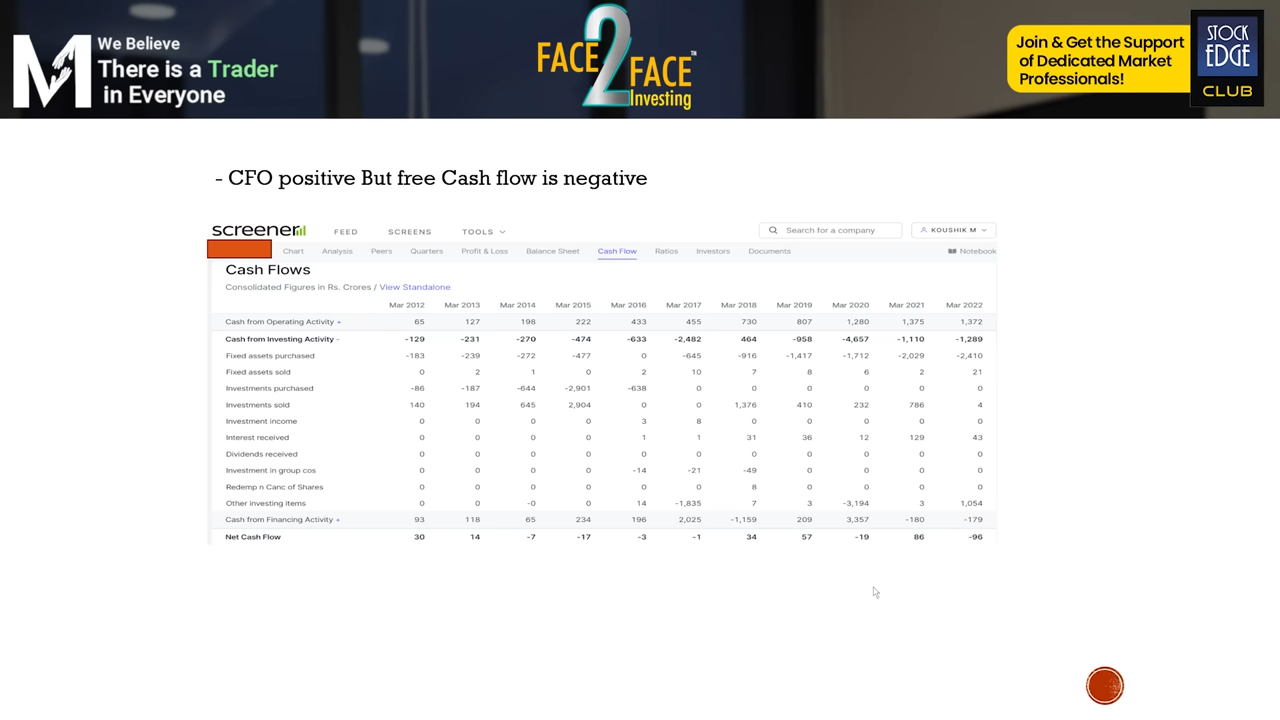 We Believe
There is a Trader
in Everyone
FACE 2 FACE ™
Investing
Join & Get the Support
of Dedicated Market
Professionals!
STOCK
EDGE
CLUB
- CFO positive But free Cash flow is negative
screener
FEED SCREENS TOOLS
Search for a company
KOUSHIK M
Chart Analysis Peers Quarters Profit & Loss Balance Sheet Cash Flow Ratios Investors Documents Notebook
Cash Flows
Consolidated Figures in Rs. Crores / View Standalone
Mar 2012 Mar 2013 Mar 2014 Mar 2015 Mar 2016 Mar 2017 Mar 2018 Mar 2019 Mar 2020 Mar 2021 Mar 2022
Cash from Operating Activity + 65 127 198 222 433 455 730 807 1,280 1,375 1,372
Cash from Investing Activity - -129 -231 -270 -474 -633 -2,482 464 -958 -4,657 -1,110 -1,289
Fixed assets purchased -183 -239 -272 -477 0 -645 -916 -1,417 -1,712 -2,029 -2,410
Fixed assets sold 0 2 1 0 2 10 7 8 6 2 21
Investments purchased -86 -187 -644 -2,901 -638 0 0 0 0 0 0
Investments sold 140 194 645 2,904 0 0 1,376 410 232 786 4
Investment income 0 0 0 0 3 8 0 0 0 0 0
Interest received 0 0 0 0 1 1 31 36 12 129 43
Dividends received 0 0 0 0 0 0 0 0 0 0 0
Investment in group cos 0 0 0 0 -14 -21 -49 0 0 0 0
Redemp n Canc of Shares 0 0 0 0 0 0 8 0 0 0 0
Other investing items 0 0 -0 0 14 -1,835 7 3 -3,194 3 1,054
Cash from Financing Activity + 93 118 65 234 196 2,025 -1,159 209 3,357 -180 -179
Net Cash Flow 30 14 -7 -17 -3 -1 34 57 -19 86 -96